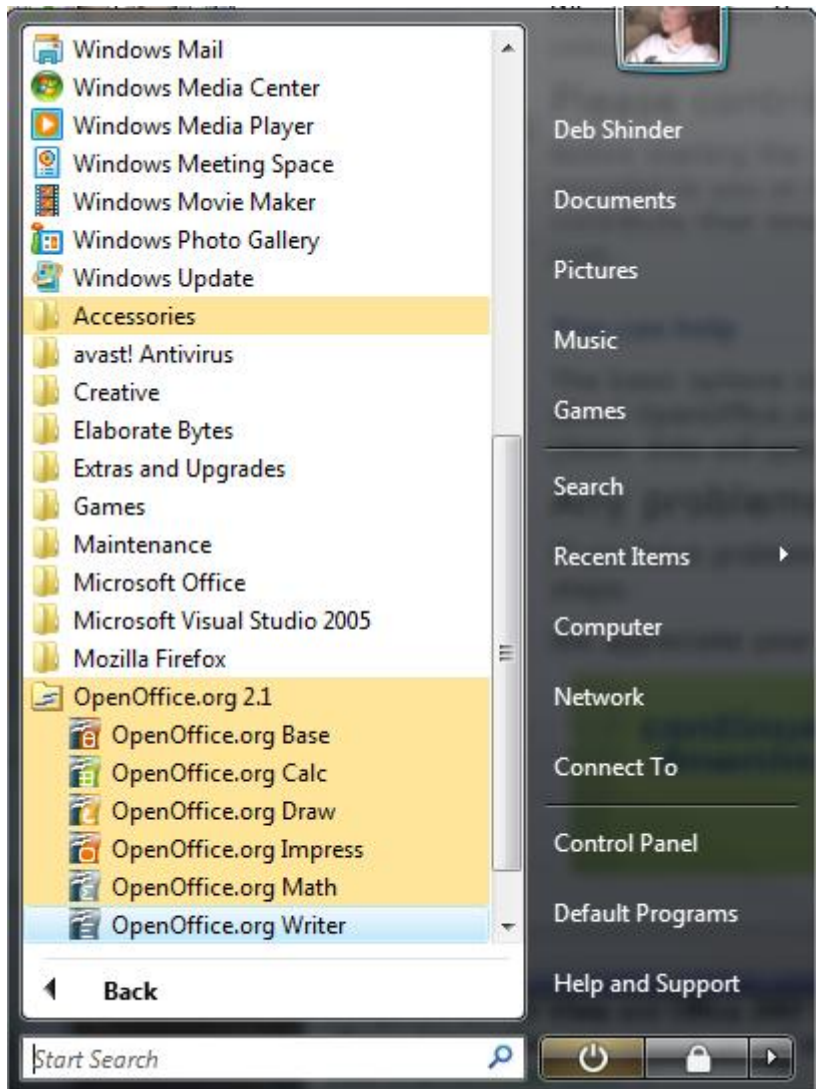 Windows Mail
Windows Media Center
Windows Media Player
Windows Meeting Space
Windows Movie Maker
Windows Photo Gallery
Windows Update
Accessories
avast! Antivirus
Creative
Elaborate Bytes
Extras and Upgrades
Games
Maintenance
Microsoft Office
Microsoft Visual Studio 2005
Mozilla Firefox
OpenOffice.org 2.1
OpenOffice.org Base
OpenOffice.org Calc
OpenOffice.org Draw
OpenOffice.org Impress
OpenOffice.org Math
OpenOffice.org Writer
Back
Start Search
Deb Shinder
Documents
Pictures
Music
Games
Search
Recent Items
Computer
Network
Connect To
Control Panel
Default Programs
Help and Support